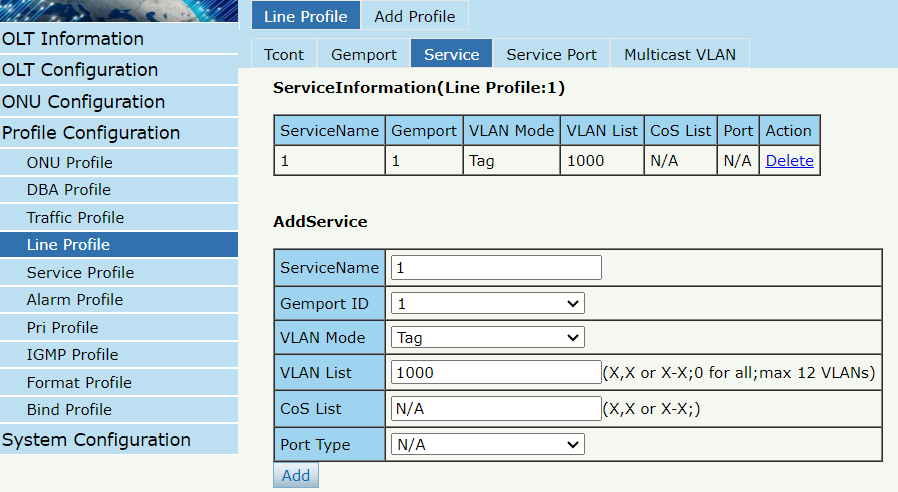 Line Profile Add Profile
OLT Information
OLT Configuration
ONU Configuration
Profile Configuration
ONU Profile
DBA Profile
Traffic Profile
Line Profile
Service Profile
Alarm Profile
Pri Profile
IGMP Profile
Format Profile
Bind Profile
System Configuration
Tcont Gemport Service Service Port Multicast VLAN
ServiceInformation(Line Profile:1)
ServiceName Gemport VLAN Mode VLAN List CoS List Port Action
1 1 Tag 1000 N/A N/A Delete
AddService
ServiceName 1
Gemport ID 1
VLAN Mode Tag
VLAN List 1000 (X,X or X-X;0 for all;max 12 VLANs)
CoS List N/A (X,X or X-X;)
Port Type N/A
Add